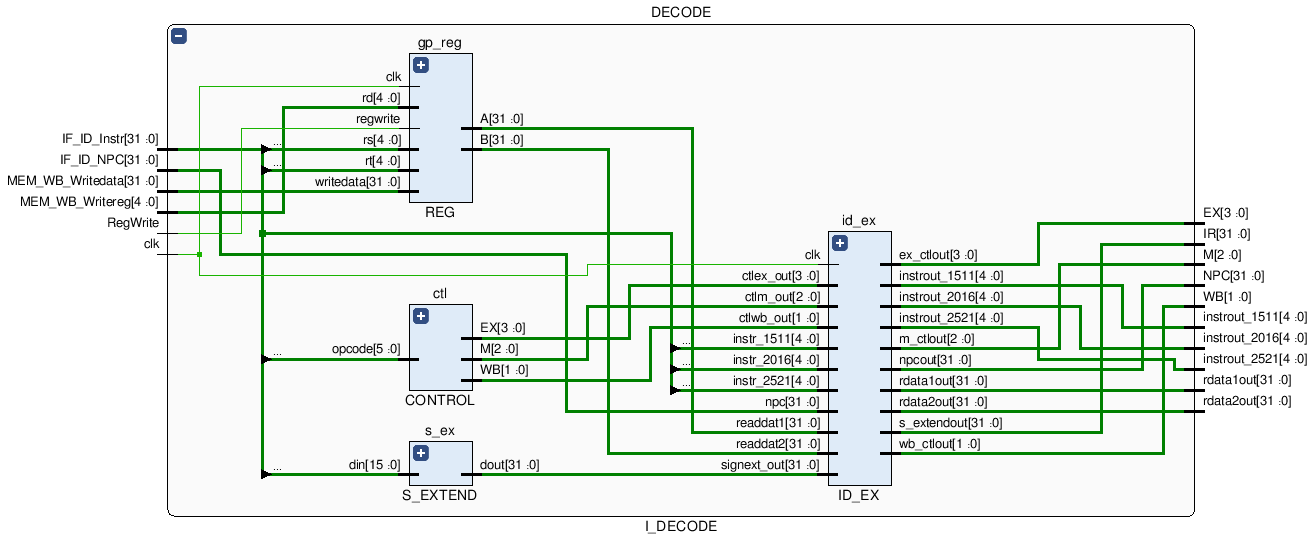 DECODE
gp_reg
clk
rd[4 :0]
regwrite
rs[4 :0]
rt[4 :0]
writedata[31 :0]
A[31 :0]
B[31 :0]
REG
...
...
IF_ID_Instr[31 :0]
IF_ID_NPC[31 :0]
MEM_WB_Writedata[31 :0]
MEM_WB_Writereg[4 :0]
RegWrite
clk
ctl
opcode[5 :0]
...
EX[3 :0]
M[2 :0]
WB[1 :0]
CONTROL
s_ex
din[15 :0]
...
dout[31 :0]
S_EXTEND
id_ex
clk
ctlex_out[3 :0]
ctlm_out[2 :0]
ctlwb_out[1 :0]
instr_1511[4 :0]
instr_2016[4 :0]
instr_2521[4 :0]
...
...
...
npc[31 :0]
readdat1[31 :0]
readdat2[31 :0]
signext_out[31 :0]
ex_ctlout[3 :0]
instrout_1511[4 :0]
instrout_2016[4 :0]
instrout_2521[4 :0]
m_ctlout[2 :0]
npcout[31 :0]
rdata1out[31 :0]
rdata2out[31 :0]
s_extendout[31 :0]
wb_ctlout[1 :0]
ID_EX
EX[3 :0]
IR[31 :0]
M[2 :0]
NPC[31 :0]
WB[1 :0]
instrout_1511[4 :0]
instrout_2016[4 :0]
instrout_2521[4 :0]
rdata1out[31 :0]
rdata2out[31 :0]
I_DECODE